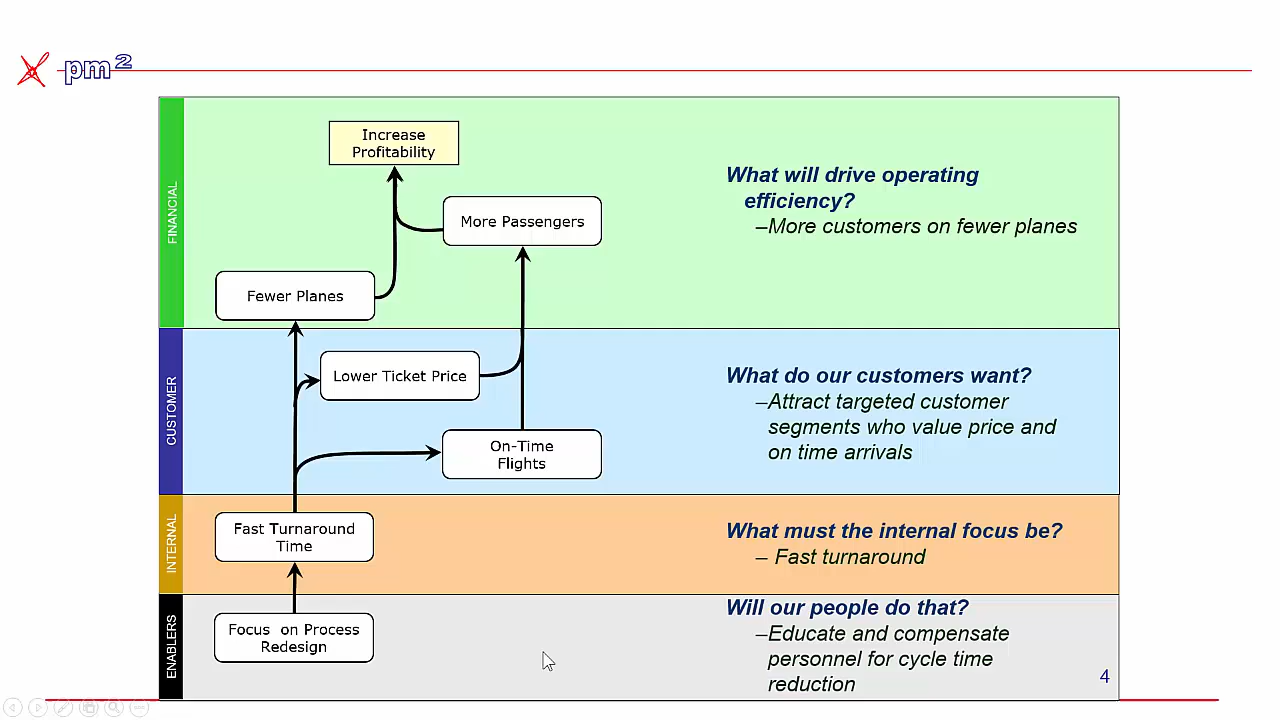 pm²
FINANCIAL
Increase
Profitability
More Passengers
Fewer Planes
What will drive operating
efficiency?
–More customers on fewer planes
CUSTOMER
Lower Ticket Price
On-Time
Flights
What do our customers want?
–Attract targeted customer
segments who value price and
on time arrivals
INTERNAL
Fast Turnaround
Time
What must the internal focus be?
– Fast turnaround
ENABLERS
Focus on Process
Redesign
Will our people do that?
–Educate and compensate
personnel for cycle time
reduction
4